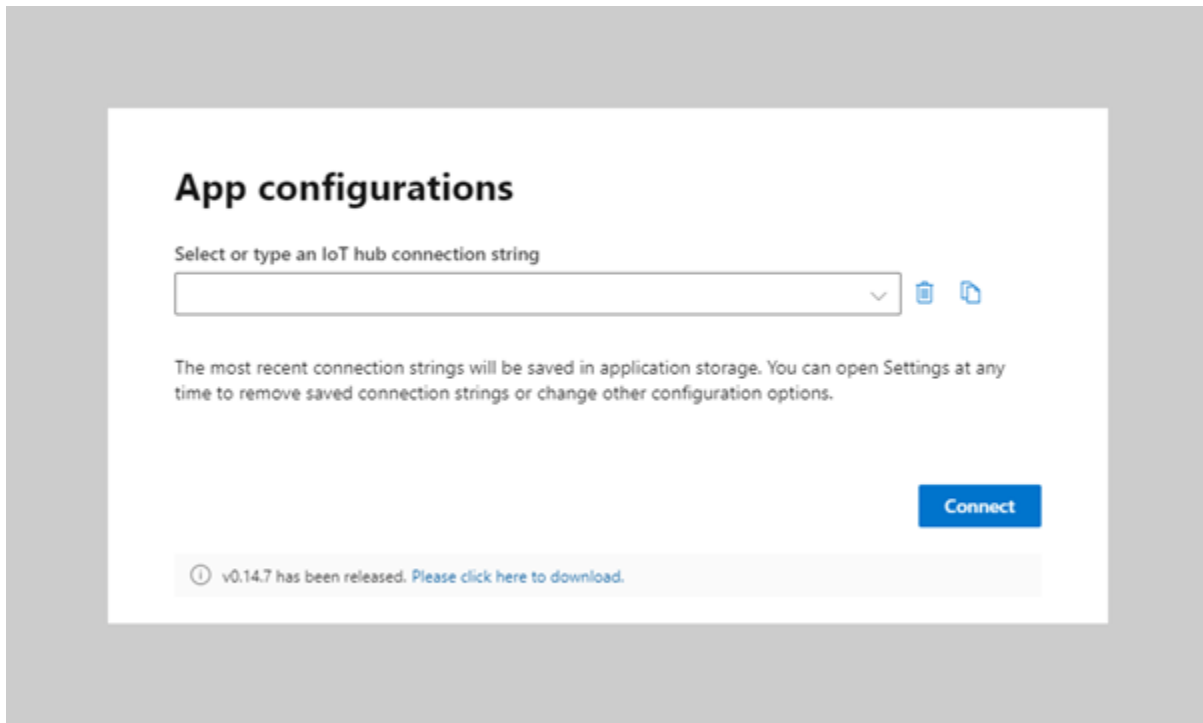 App configurations
Select or type an IoT hub connection string
The most recent connection strings will be saved in application storage. You can open Settings at any
time to remove saved connection strings or change other configuration options.
Connect
v0.14.7 has been released. Please click here to download.